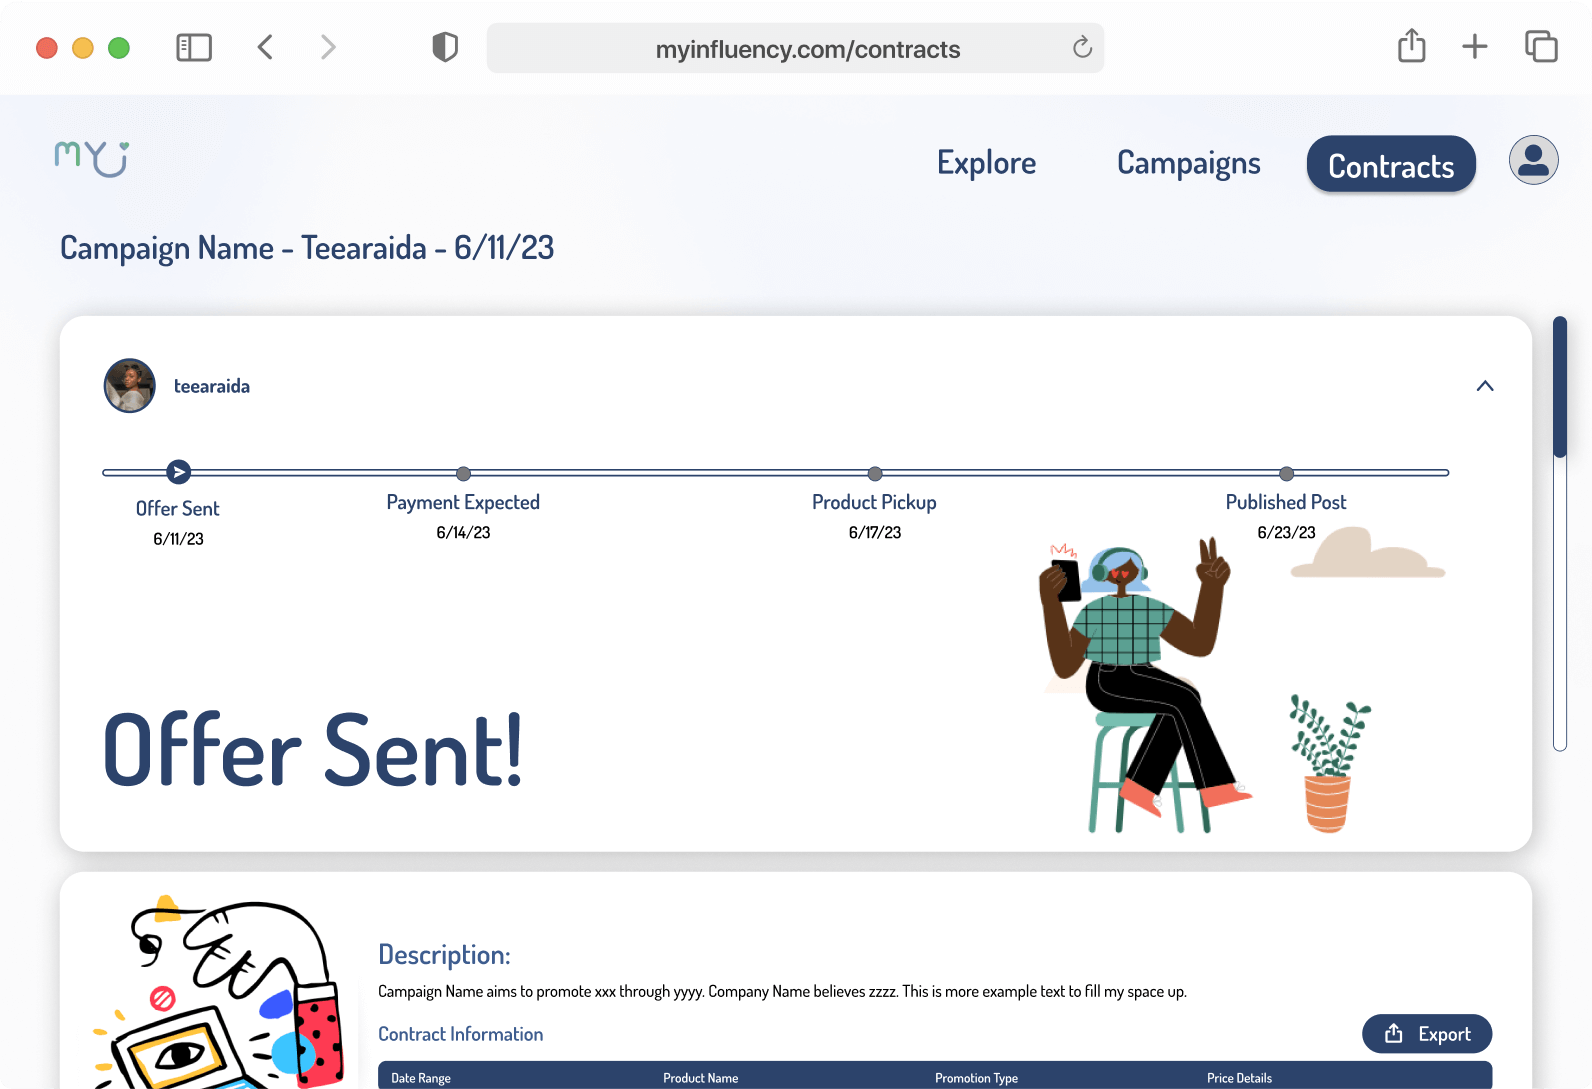 myinfluency.com/contracts
MYU
Explore
Campaigns
Contracts
Campaign Name - Teearaida - 6/11/23
teearaida
Offer Sent
6/11/23
Payment Expected
6/14/23
Product Pickup
6/17/23
Published Post
6/23/23
Offer Sent!
Description:
Campaign Name aims to promote xxx through yyyy. Company Name believes zzzz. This is more example text to fill my space up.
Contract Information
Export
Date Range
Product Name
Promotion Type
Price Details